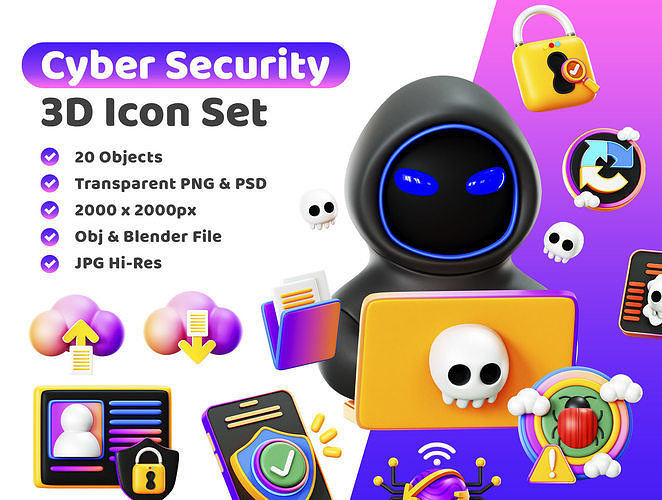 Cyber Security
3D Icon Set
20 Objects
Transparent PNG & PSD
2000 x 2000px
Obj & Blender File
JPG Hi-Res